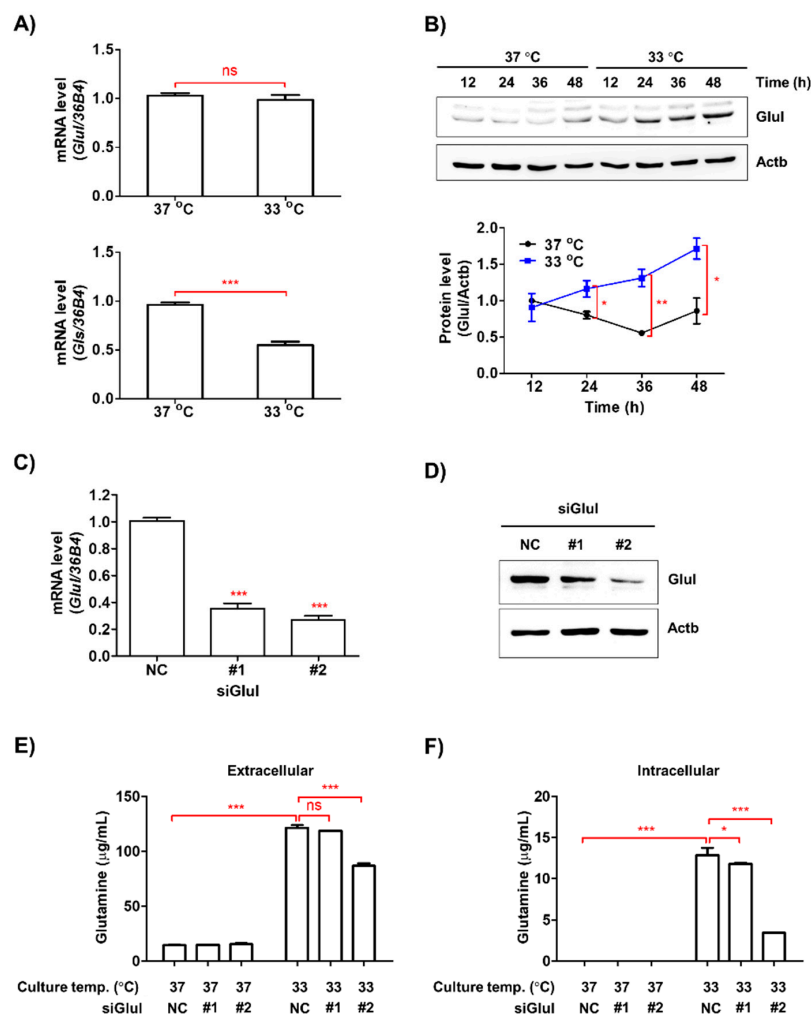 A)
ns
mRNA level
(Glul/36B4)
1.5
1.0
0.5
0.0
37 °C
33 °C
***
mRNA level
(Gls/36B4)
1.5
1.0
0.5
0.0
37 °C
33 °C
B)
37 °C
33 °C
12 24 36 48 12 24 36 48 Time (h)
Glul
Actb
Protein level
(Glul/Actb)
2.0
1.5
1.0
0.5
0.0
37 °C
33 °C
*
**
*
12 24 36 48
Time (h)
C)
mRNA level
(Glul/36B4)
1.2
1.0
0.8
0.6
0.4
0.2
0.0
***
***
NC #1 #2
siGlul
D)
siGlul
NC #1 #2
Glul
Actb
E)
Extracellular
Glutamine (µg/mL)
150
100
50
0
***
***
ns
Culture temp. (°C) 37 37 37 33 33 33
siGlul NC #1 #2 NC #1 #2
F)
Intracellular
Glutamine (µg/mL)
20
15
10
5
0
***
***
*
Culture temp. (°C) 37 37 37 33 33 33
siGlul NC #1 #2 NC #1 #2